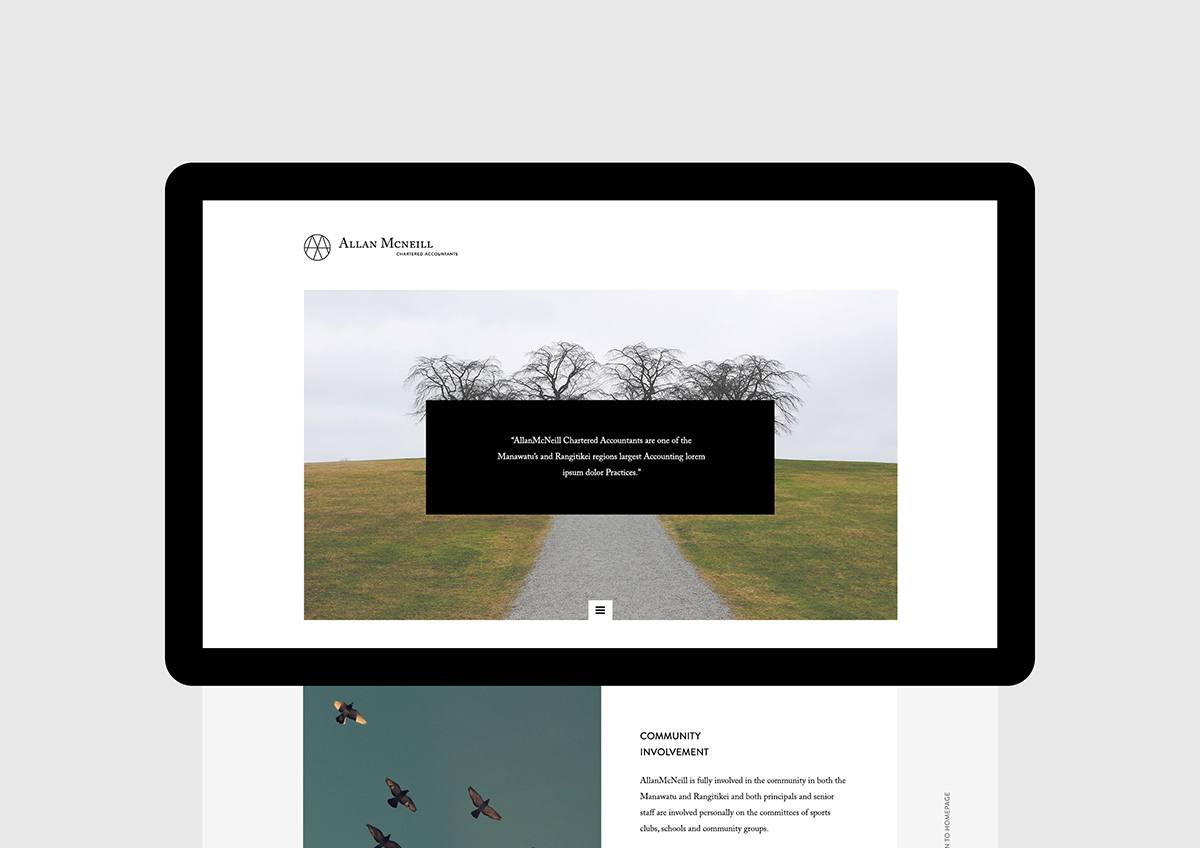 Allan Mcneill
CHARTERED ACCOUNTANTS
"AllanMcNeill Chartered Accountants are one of the
Manawatu's and Rangitikei regions largest Accounting lorem
ipsum dolor Practices."
COMMUNITY
INVOLVEMENT
AllanMcNeill is fully involved in the community in both the
Manawatu and Rangitikei and both principals and senior
staff are involved personally on the committees of sports
clubs, schools and community groups.
N TO HOMEPAGE